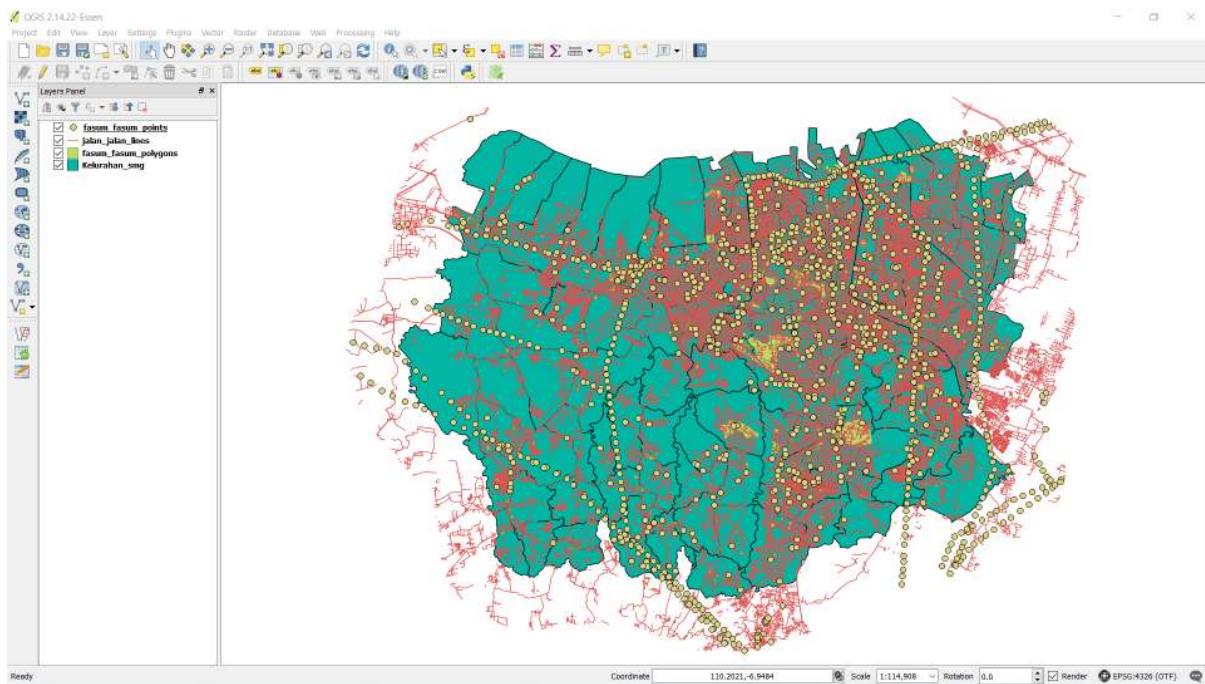 QGIS 2.14.22-Essen
Project Edit View Layer Settings Plugins Vector Raster Database Web Processing Help
Layers Panel
fasum_fasum_points
jalan_jalan_lines
fasum_fasum_polygons
Kelurahan_smg
Ready
Coordinate 110.2021,-6.9484 Scale 1:114,908 Rotation 0.0 Render EPSG:4326 (OTF)